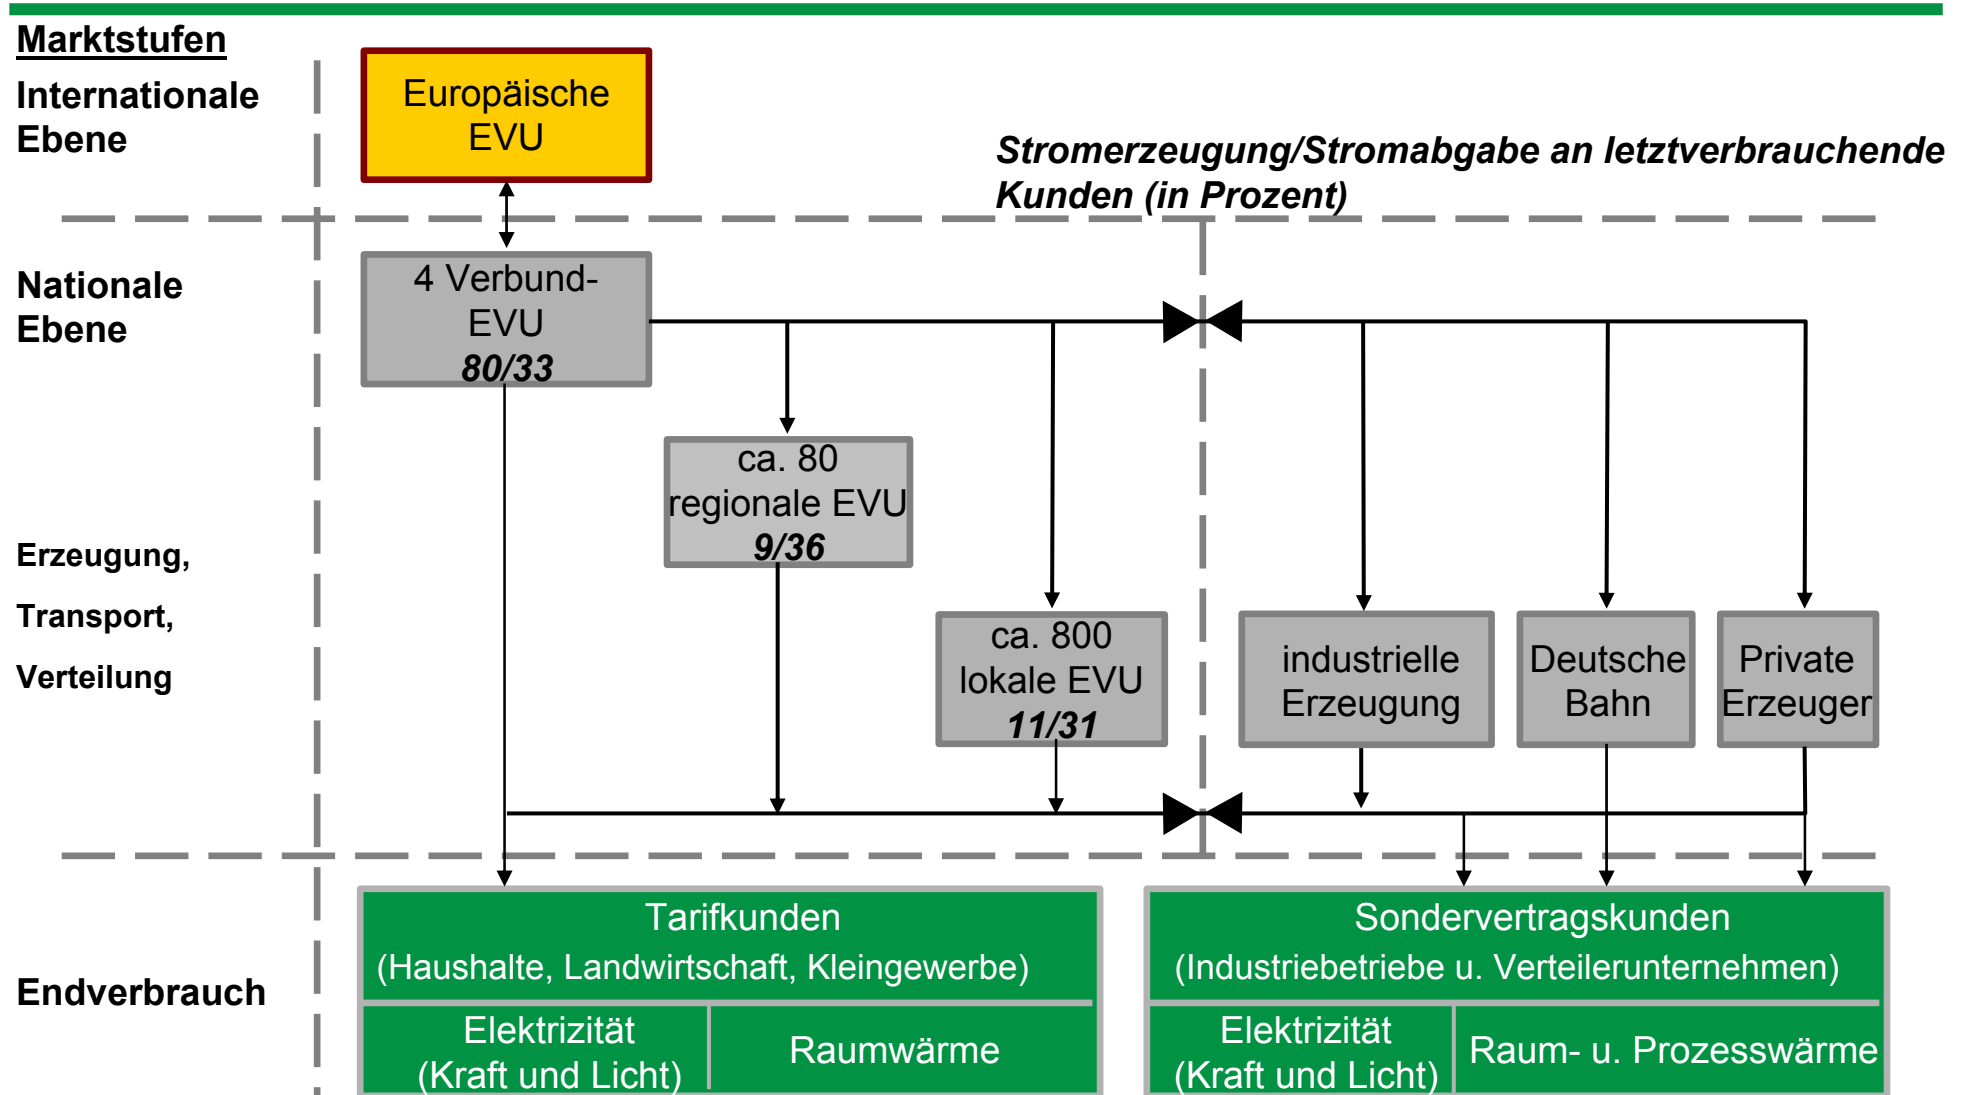 Marktstufen
Internationale
Ebene
Europäische
EVU
Stromerzeugung/Stromabgabe an letztverbrauchende
Kunden (in Prozent)
Nationale
Ebene
4 Verbund-
EVU
80/33
ca. 80
regionale EVU
9/36
Erzeugung,
Transport,
Verteilung
ca. 800
lokale EVU
11/31
industrielle
Erzeugung
Deutsche
Bahn
Private
Erzeuger
Endverbrauch
Tarifkunden
(Haushalte, Landwirtschaft, Kleingewerbe)
Elektrizität
(Kraft und Licht)
Raumwärme
Sondervertragskunden
(Industriebetriebe u. Verteilerunternehmen)
Elektrizität
(Kraft und Licht)
Raum- u. Prozesswärme